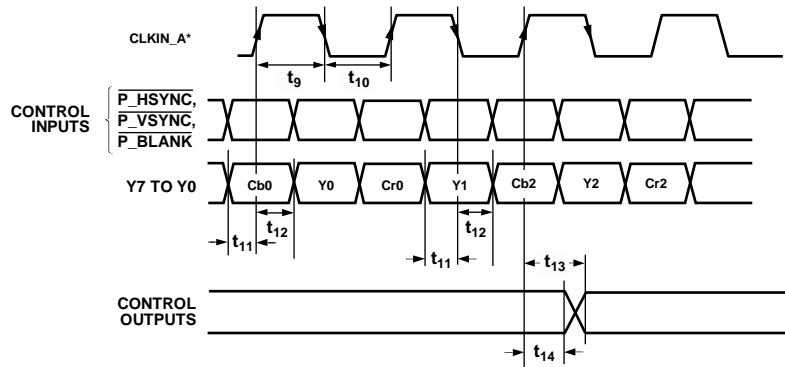 CLKIN_A*
t9 t10
CONTROL INPUTS
P_HSYNC,
P_VSYNC,
P_BLANK
Y7 TO Y0
Cb0 Y0 Cr0 Y1 Cb2 Y2 Cr2
t11 t12 t11 t12
t13
CONTROL OUTPUTS
t14